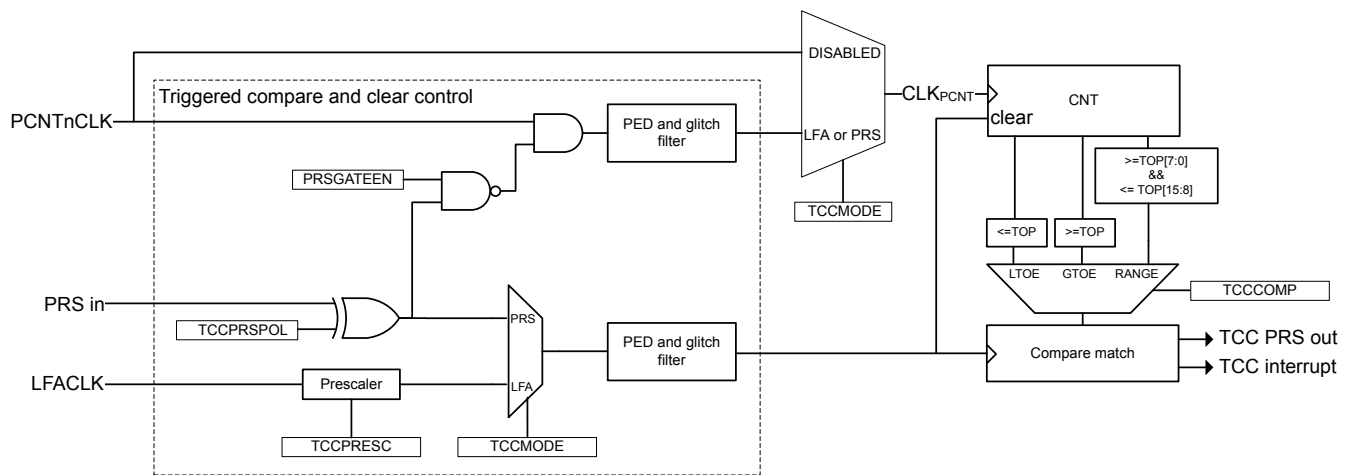 DISABLED
Triggered compare and clear control
PCNTnCLK
CLKPCNT
CNT
clear
PED and glitch
filter
LFA or PRS
>=TOP[7:0]
&&
<= TOP[15:8]
PRSGATEEN
TCCMODE
<=TOP
>=TOP
LTOE
GTOE
RANGE
TCCCOMP
PRS in
TCCPRSPOL
PRS
PED and glitch
filter
Compare match
TCC PRS out
TCC interrupt
LFACLK
Prescaler
LFA
TCCPRESC
TCCMODE